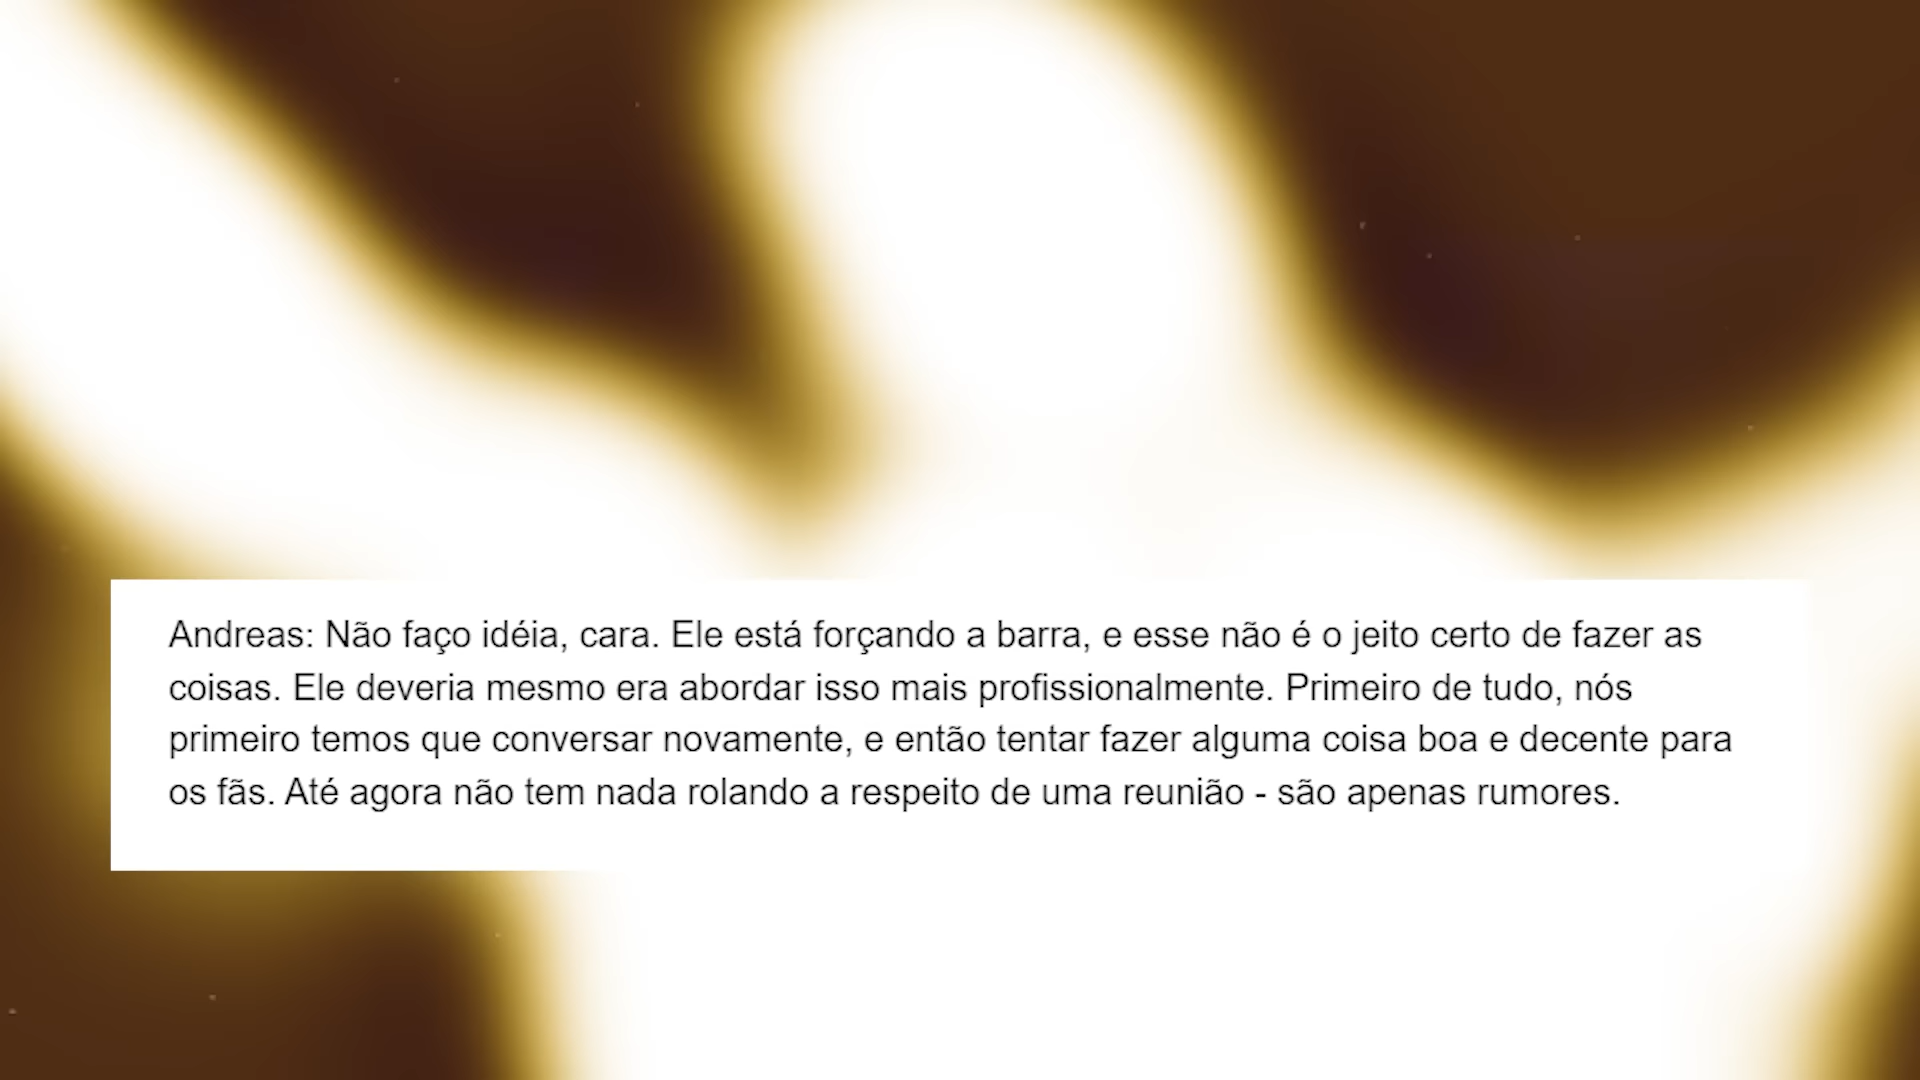 Andreas: Não faço idéia, cara. Ele está forçando a barra, e esse não é o jeito certo de fazer as
coisas. Ele deveria mesmo era abordar isso mais profissionalmente. Primeiro de tudo, nós
primeiro temos que conversar novamente, e então tentar fazer alguma coisa boa e decente para
os fãs. Até agora não tem nada rolando a respeito de uma reunião - são apenas rumores.